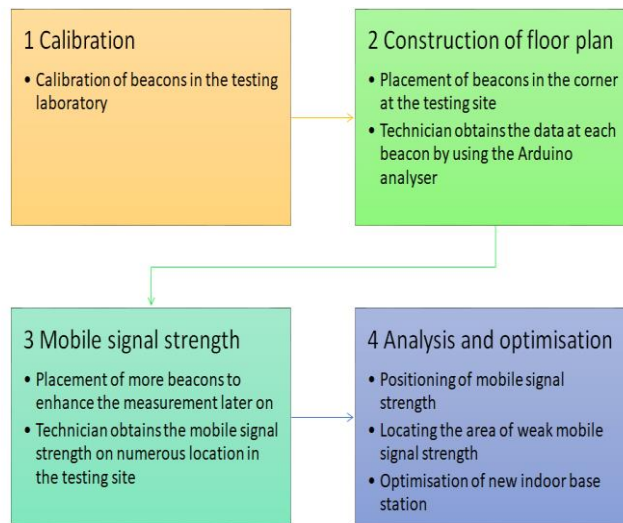 1 Calibration
• Calibration of beacons in the testing
laboratory
2 Construction of floor plan
• Placement of beacons in the corner
at the testing site
• Technician obtains the data at each
beacon by using the Arduino
analyser
3 Mobile signal strength
• Placement of more beacons to
enhance the measurement later on
• Technician obtains the mobile signal
strength on numerous location in
the testing site
4 Analysis and optimisation
• Positioning of mobile signal
strength
• Locating the area of weak mobile
signal strength
• Optimisation of new indoor base
station